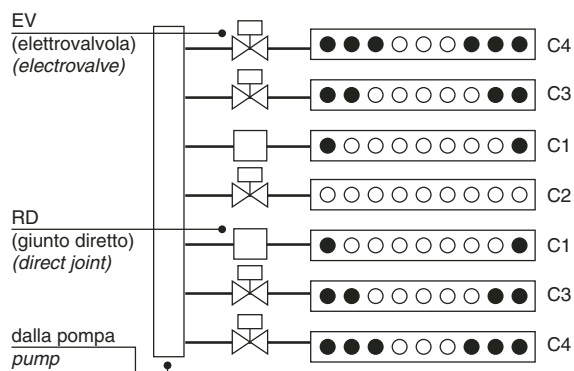 EV
(elettrovalvola)
(electrovalve)
C4
C3
C1
C2
RD
(giunto diretto)
(direct joint)
C1
C3
C4
dalla pompa
pump